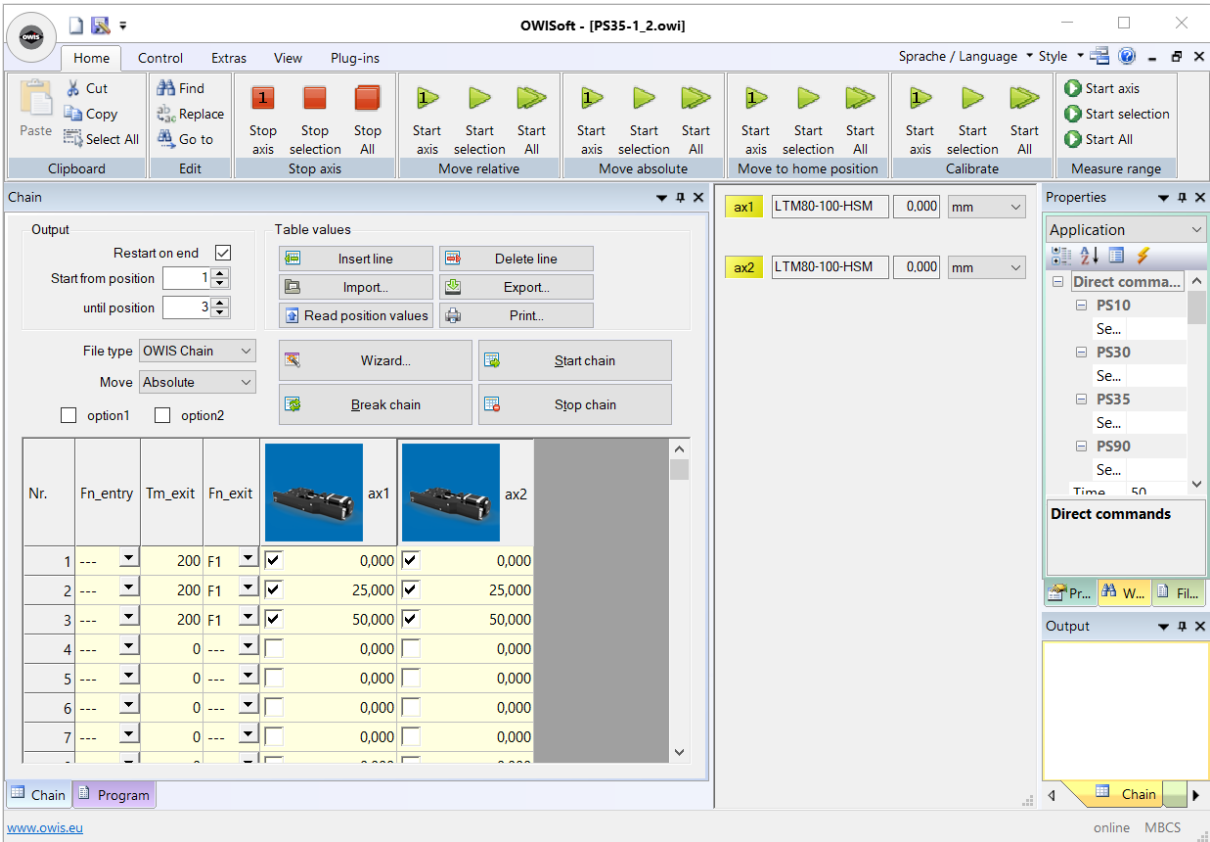 OWISoft - [PS35-1_2.owi]
owis
Home Control Extras View Plug-ins Sprache / Language Style
Paste
Cut
Copy
Select All
Clipboard
Find
Replace
Go to
Edit
1
Stop axis
Stop selection
Stop All
Stop axis
1
Start axis
Start selection
Start All
Move relative
1
Start axis
Start selection
Start All
Move absolute
1
Start axis
Start selection
Start All
Move to home position
1
Start axis
Start selection
Start All
Calibrate
Start axis
Start selection
Start All
Measure range
Chain
Output
Restart on end
Start from position 1
until position 3
File type OWIS Chain
Move Absolute
option1 option2
Table values
Insert line Delete line
Import... Export...
Read position values Print...
Wizard... Start chain
Break chain Stop chain
Nr. Fn_entry Tm_exit Fn_exit ax1 ax2
1 --- 200 F1 0,000 0,000
2 --- 200 F1 25,000 25,000
3 --- 200 F1 50,000 50,000
4 --- 0 --- 0,000 0,000
5 --- 0 --- 0,000 0,000
6 --- 0 --- 0,000 0,000
7 --- 0 --- 0,000 0,000
Chain Program
ax1 LTM80-100-HSM 0,000 mm
ax2 LTM80-100-HSM 0,000 mm
Properties
Application
Direct comma...
PS10
Se...
PS30
Se...
PS35
Se...
PS90
Se...
Time 50
Direct commands
Pr... W... Fil...
Output
Chain
www.owis.eu
online MBCS